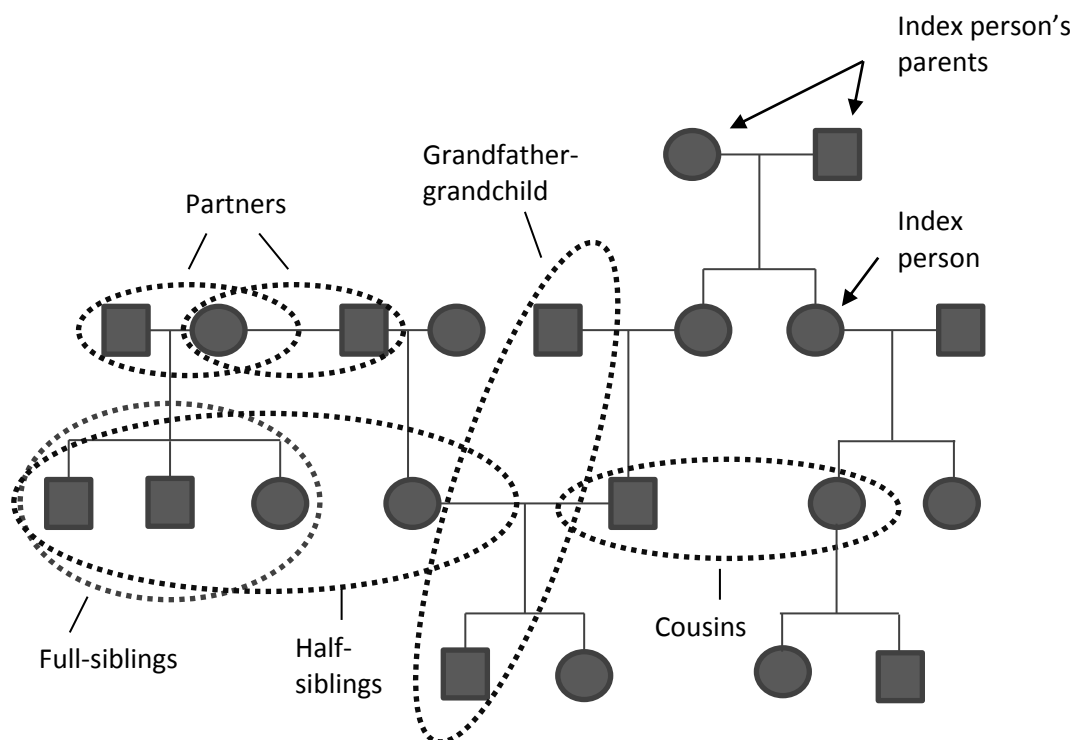 Index person’s
parents
Grandfather-
grandchild
Partners
Index
person
Cousins
Full-siblings
Half-
siblings